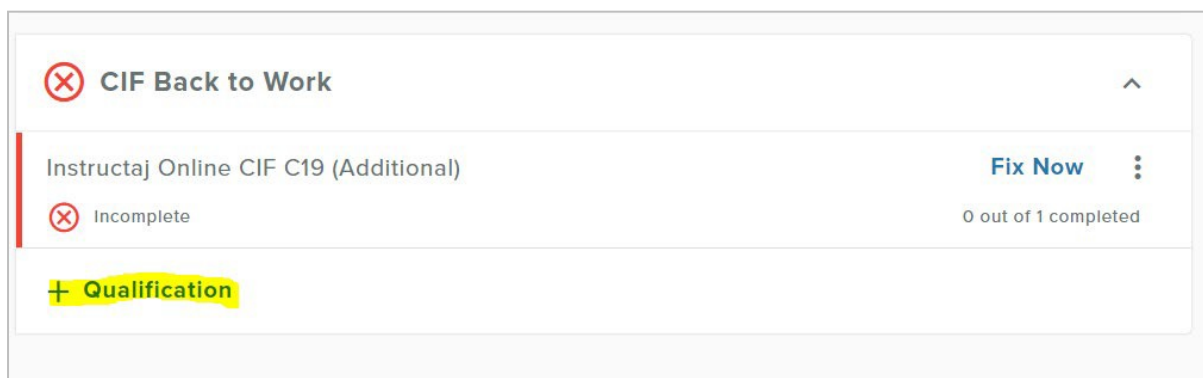 CIF Back to Work
Instructaj Online CIF C19 (Additional)
Fix Now
Incomplete
0 out of 1 completed
+ Qualification